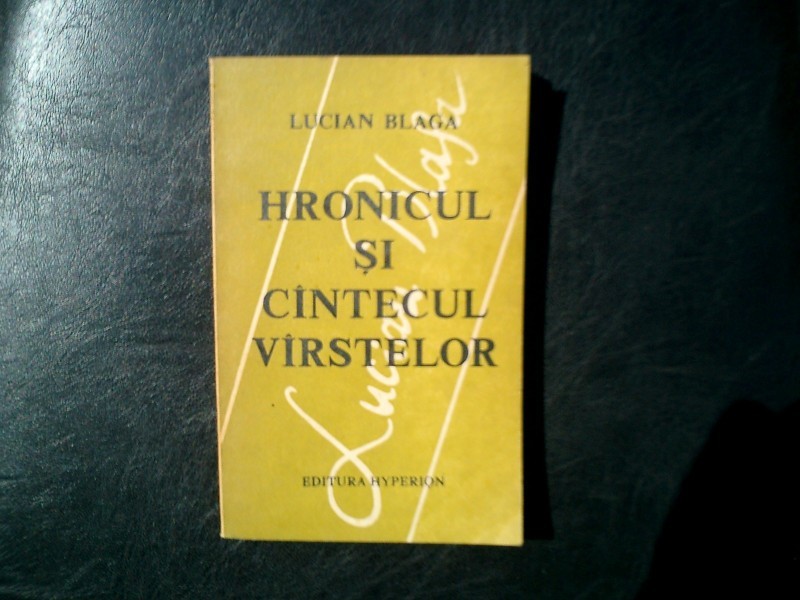 LUCIAN BLAGA
HRONICUL
ȘI
CÎNTECUL
VÎRSTELOR
Lucian Blaga
EDITURA HYPERION